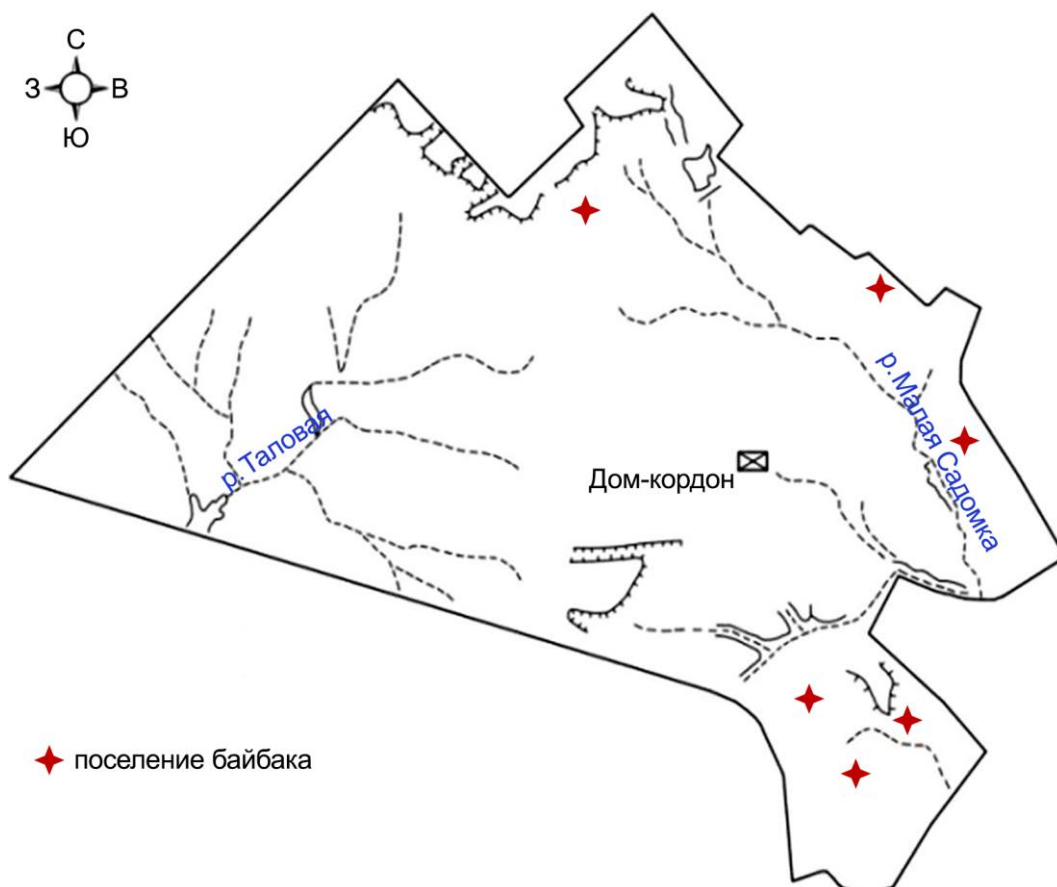 С
З В
Ю
р.Таловая
р.Малая Садомка
Дом-кордон
поселение байбака